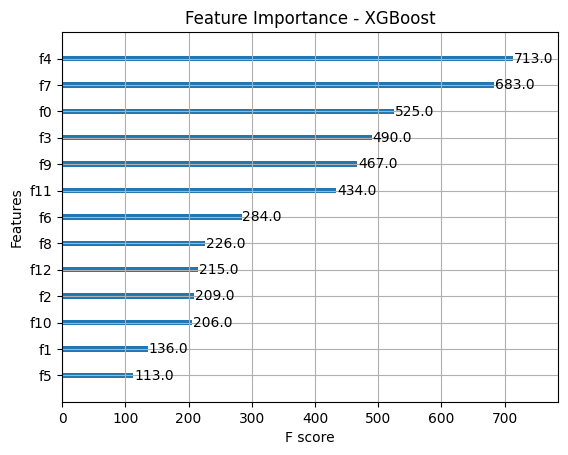 Feature Importance - XGBoost
Features
f4 713.0
f7 683.0
f0 525.0
f3 490.0
f9 467.0
f11 434.0
f6 284.0
f8 226.0
f12 215.0
f2 209.0
f10 206.0
f1 136.0
f5 113.0
0 100 200 300 400 500 600 700
F score